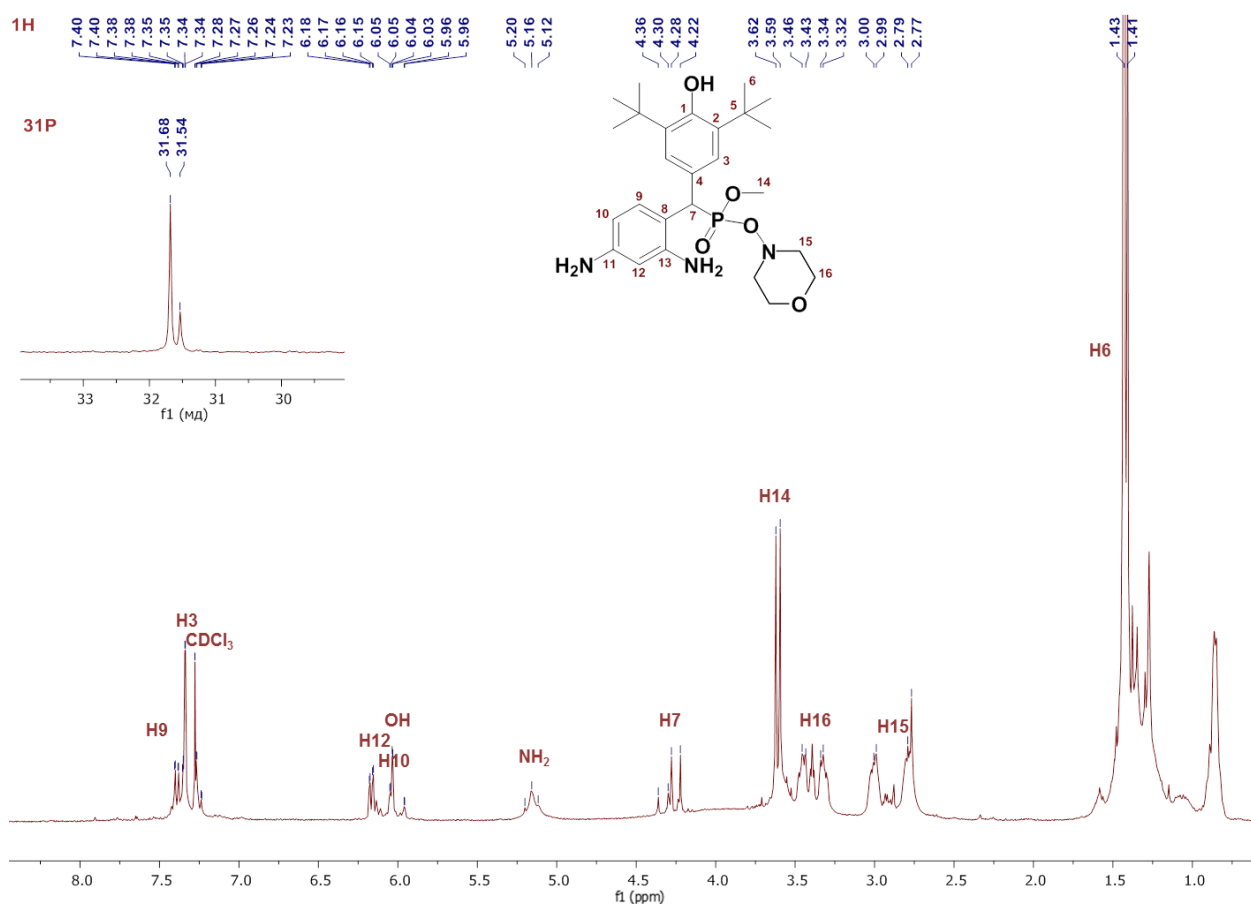 1H
7.40 7.40 7.38 7.38 7.35 7.35 7.34 7.34 7.28 7.27 7.26 7.24 7.23 6.18 6.17 6.16 6.15 6.05 6.05 6.04 6.03 5.96 5.96 5.20 5.16 5.12 4.36 4.30 4.28 4.22 3.62 3.59 3.46 3.43 3.34 3.32 3.00 2.99 2.79 2.77 1.43 1.41
31P
31.68 31.54
33 32 31 30
f1 (мд)
OH
6
1
5
2
3
4
9
O
14
10
8
7
P
O
O
15
N
H₂N
11
12
13
NH₂
16
O
H6
H14
H3
CDCl₃
H9
OH
H12
H10
NH₂
H7
H16
H15
8.0 7.5 7.0 6.5 6.0 5.5 5.0 4.5 4.0 3.5 3.0 2.5 2.0 1.5 1.0
f1 (ppm)